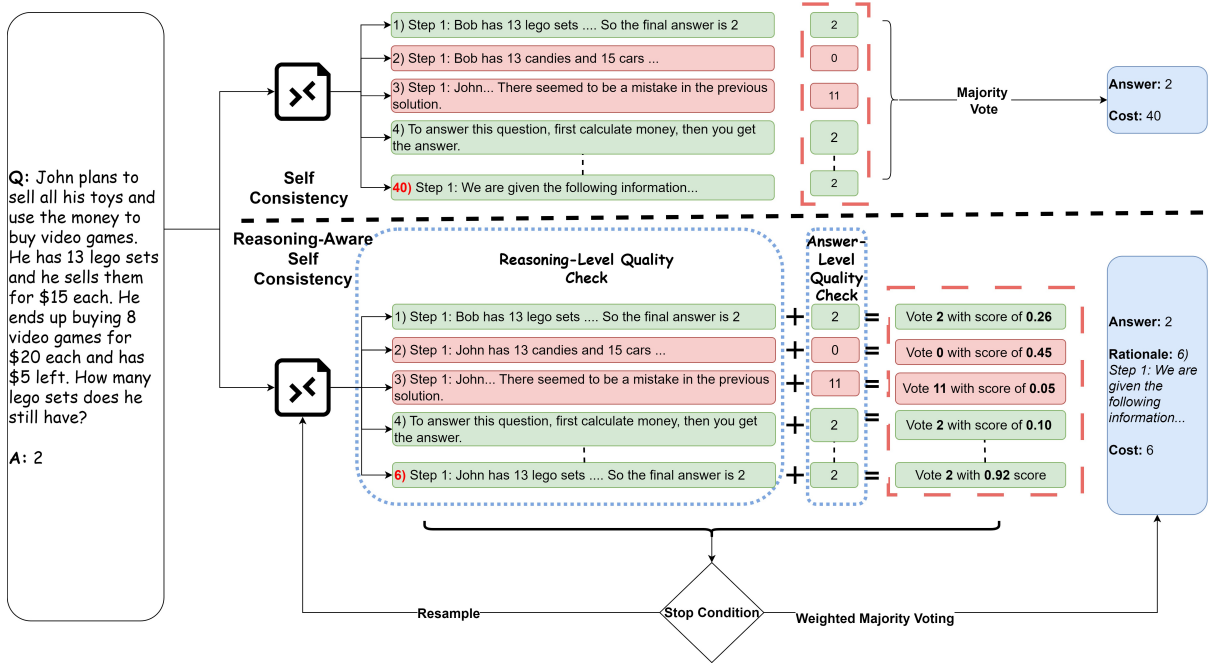 Q: John plans to
sell all his toys and
use the money to
buy video games.
He has 13 lego sets
and he sells them
for $15 each. He
ends up buying 8
video games for
$20 each and has
$5 left. How many
lego sets does he
still have?
A: 2
Self
Consistency
1) Step 1: Bob has 13 lego sets .... So the final answer is 2
2) Step 1: Bob has 13 candies and 15 cars ...
3) Step 1: John... There seemed to be a mistake in the previous
solution.
4) To answer this question, first calculate money, then you get
the answer.
40) Step 1: We are given the following information...
2
0
11
2
2
Majority
Vote
Answer: 2
Cost: 40
Reasoning-Aware
Self
Consistency
Reasoning-Level Quality
Check
Answer-
Level
Quality
Check
1) Step 1: Bob has 13 lego sets .... So the final answer is 2
+
2
=
Vote 2 with score of 0.26
2) Step 1: John has 13 candies and 15 cars ...
+
0
=
Vote 0 with score of 0.45
3) Step 1: John... There seemed to be a mistake in the previous
solution.
+
11
=
Vote 11 with score of 0.05
4) To answer this question, first calculate money, then you get
the answer.
+
2
=
Vote 2 with score of 0.10
6) Step 1: John has 13 lego sets .... So the final answer is 2
+
2
=
Vote 2 with 0.92 score
Answer: 2
Rationale: 6)
Step 1: We are
given the
following
information...
Cost: 6
Resample
Stop Condition
Weighted Majority Voting